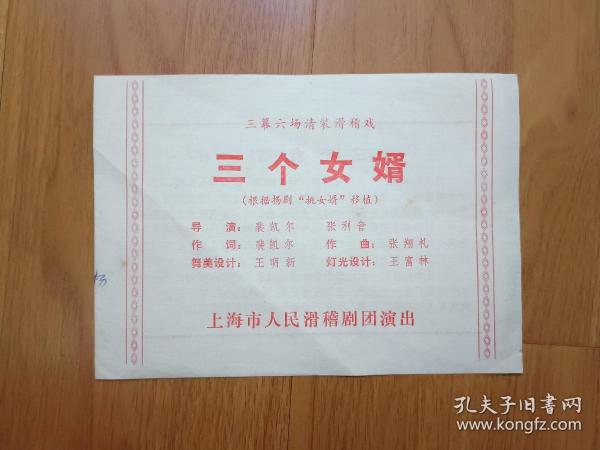 三幕六场清装滑稽戏
三个女婿
(根据扬剧“挑女婿”移植)
导 演：裴凯尔 张利音
作 词：裴凯尔 作 曲：张翔礼
舞美设计：王明新 灯光设计：王富林
上海市人民滑稽剧团演出
孔夫子旧书网
www.kongfz.com